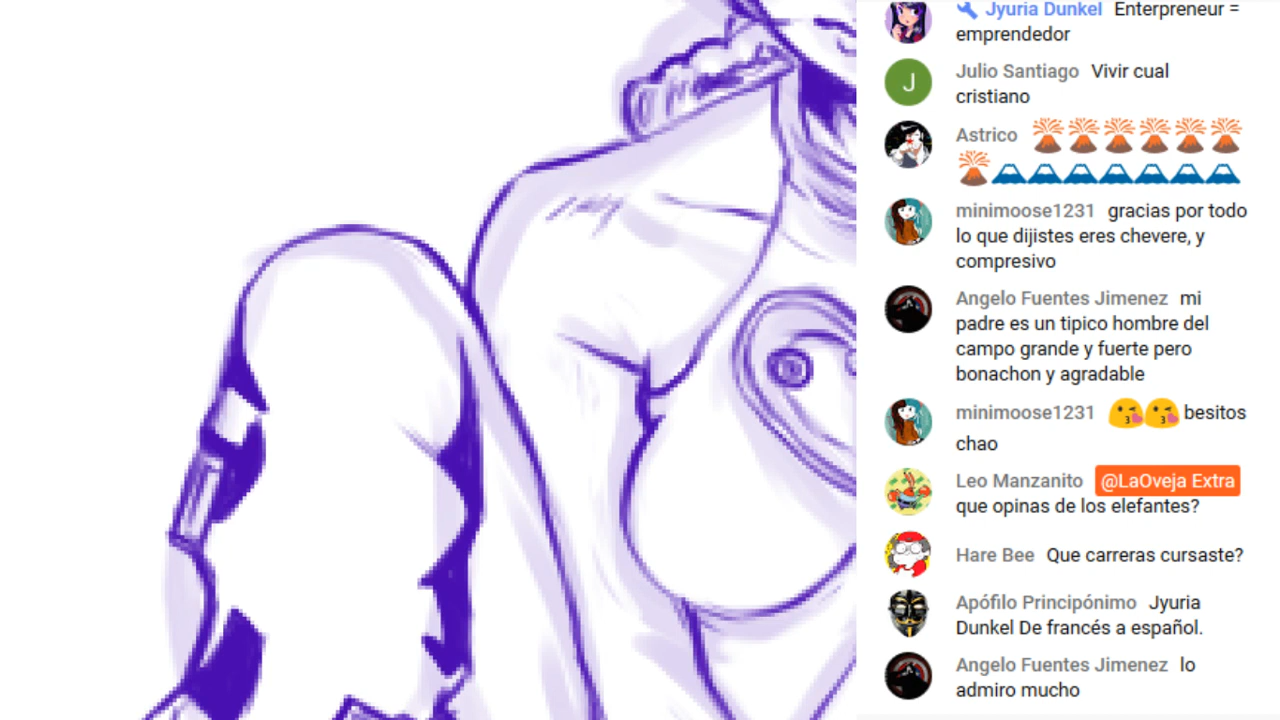 Jyuria Dunkel Enterpreneur =
emprendedor
J
Julio Santiago Vivir cual
cristiano
Astrico
minimoose1231 gracias por todo
lo que dijistes eres chevere, y
compresivo
Angelo Fuentes Jimenez mi
padre es un tipico hombre del
campo grande y fuerte pero
bonachon y agradable
minimoose1231 besitos
chao
Leo Manzanito @LaOveja Extra
que opinas de los elefantes?
Hare Bee Que carreras cursaste?
Apófilo Principónimo Jyuria
Dunkel De francés a español.
Angelo Fuentes Jimenez lo
admiro mucho